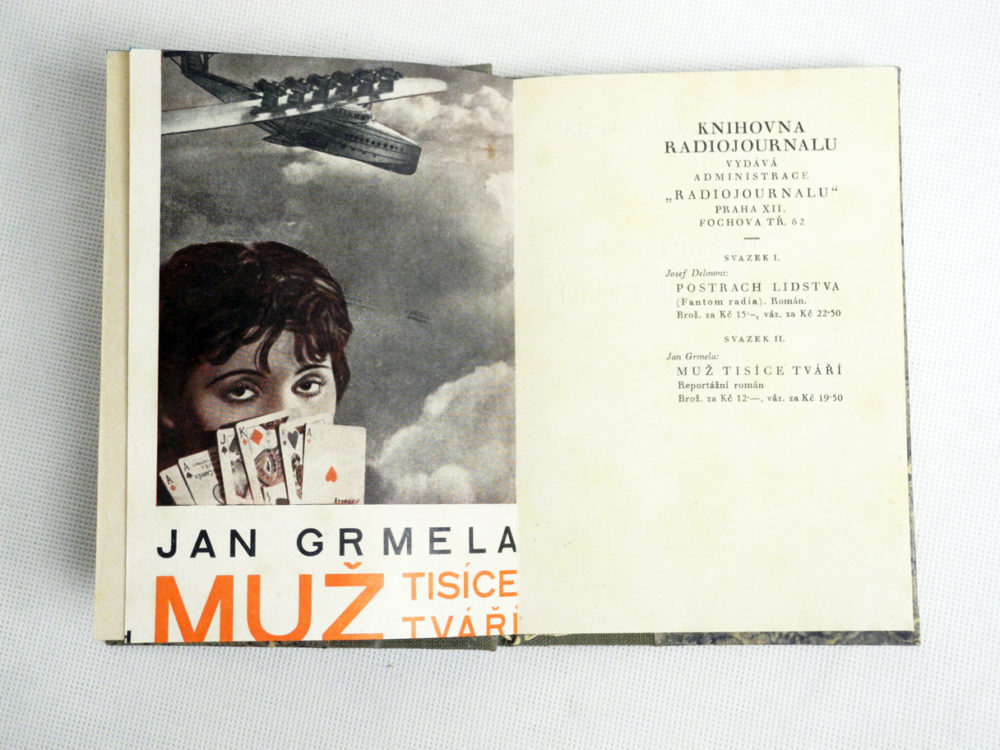 JAN GRMELA
MUŽ TISÍCE
TVÁŘÍ
KNIHOVNA
RADIOJOURNALU
VYDÁVÁ
ADMINISTRACE
„RADIOJOURNALU“
PRAHA XII.
FOCHOVA TŘ. 62
SVAZEK I.
Josef Delmont:
POSTRACH LIDSTVA
(Fantom radia). Román.
Brož. za Kč 15·–, váz. za Kč 22·50
SVAZEK II.
Jan Grmela:
MUŽ TISÍCE TVÁŘÍ
Reportážní román
Brož. za Kč 12·—, váz. za Kč 19·50